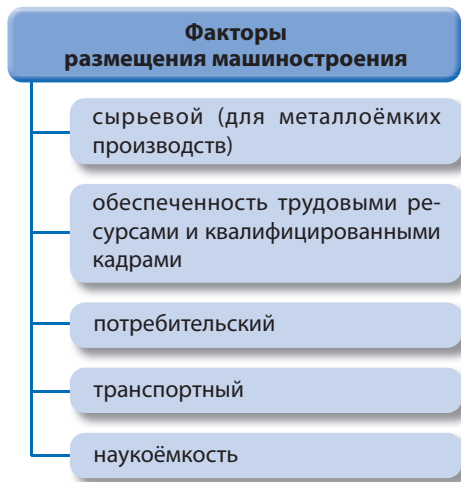 Факторы
размещения машиностроения
сырьевой (для металлоёмких
производств)
обеспеченность трудовыми ре-
сурсами и квалифицированными
кадрами
потребительский
транспортный
наукоёмкость